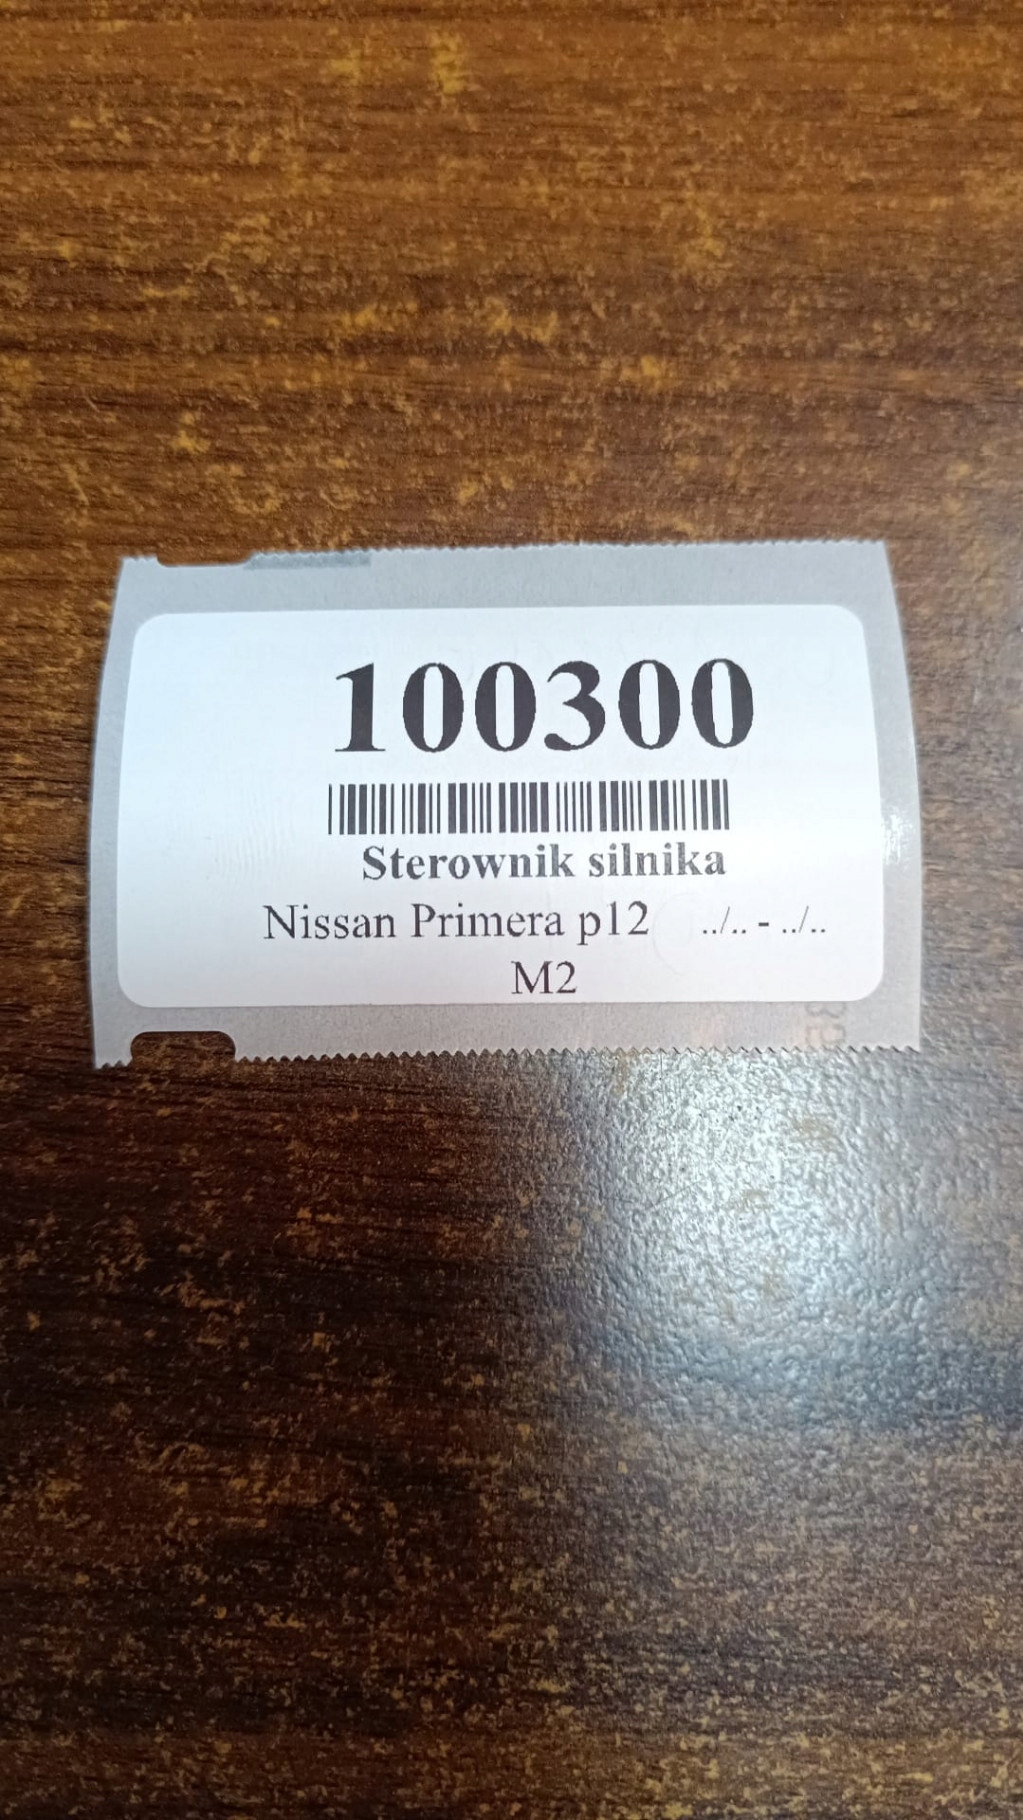 100300
Sterownik silnika
Nissan Primera p12 ../.. - ../..
M2